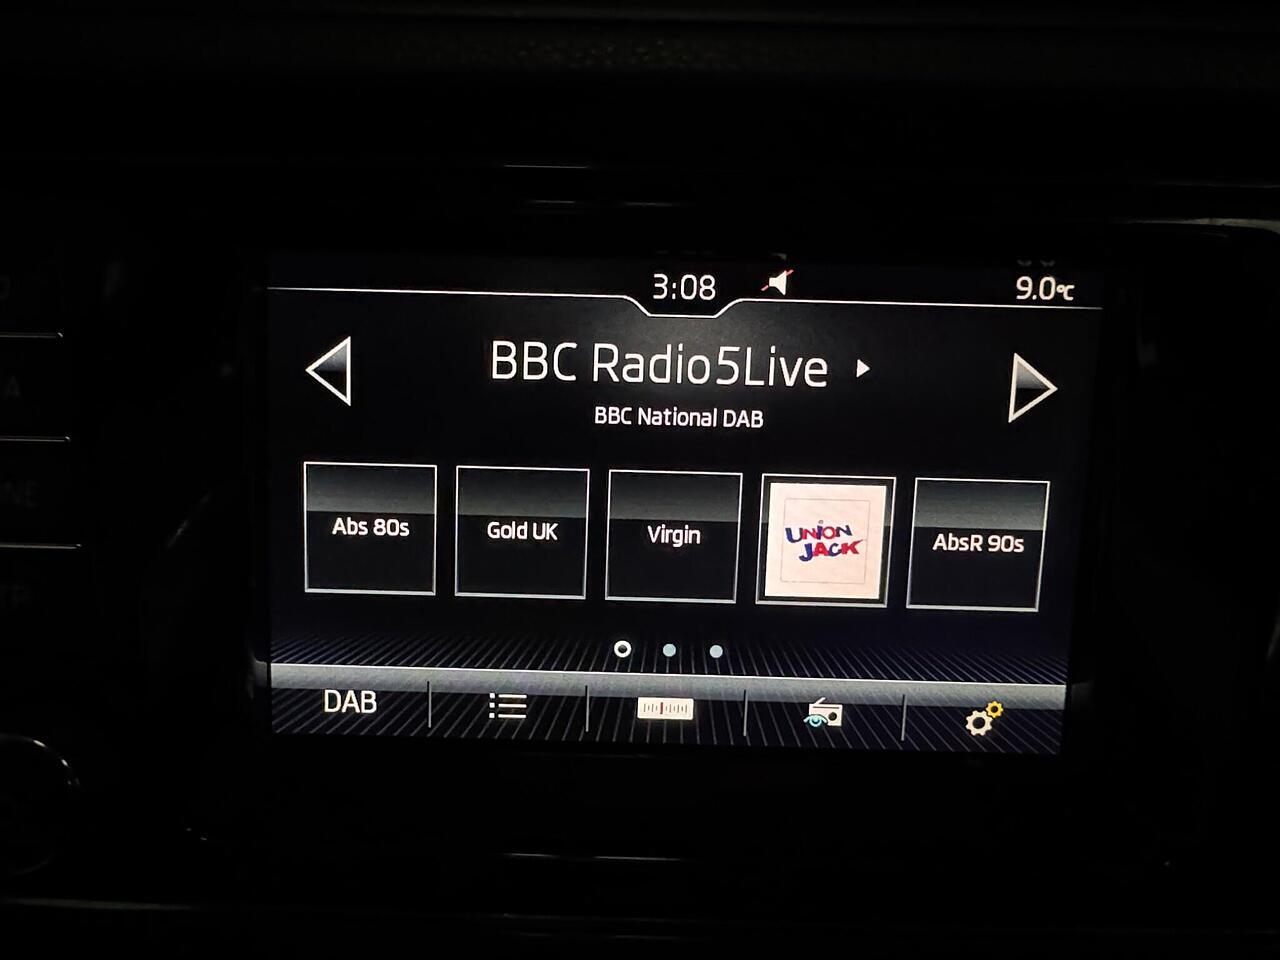 3:08
9.0°C
BBC Radio5Live
BBC National DAB
Abs 80s
Gold UK
Virgin
UNION
JACK
AbsR 90s
DAB